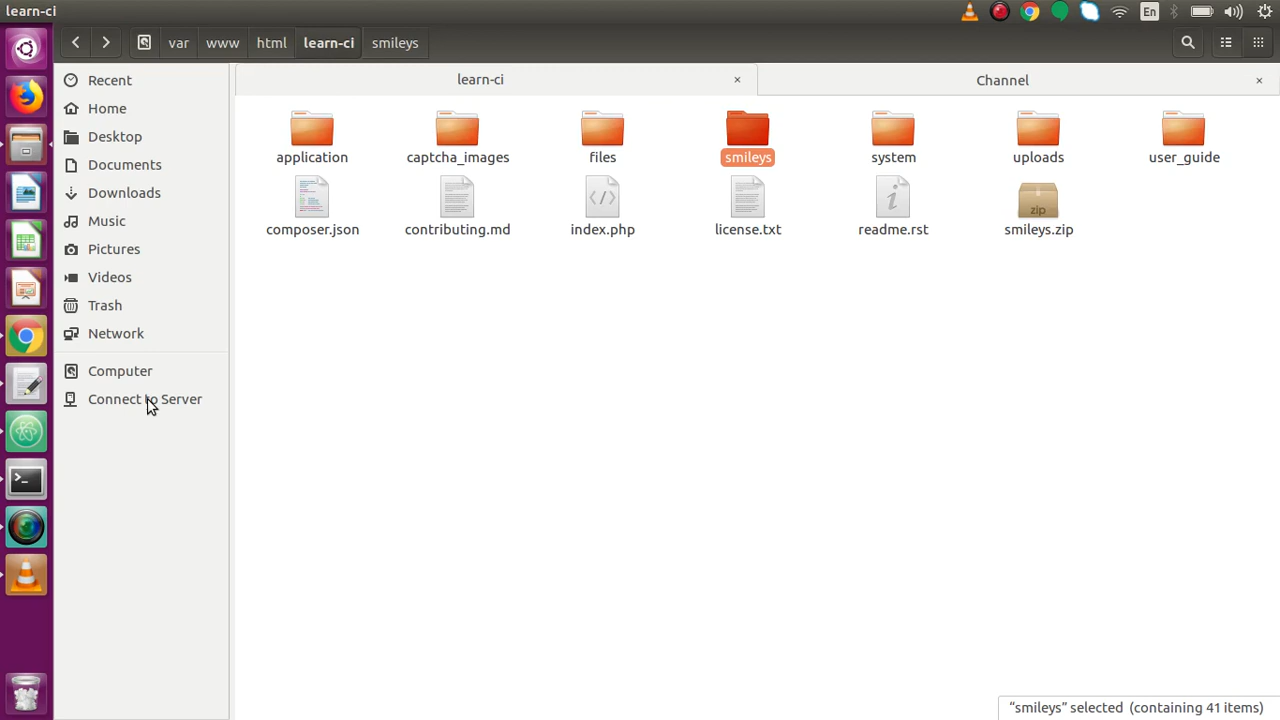 learn-ci
En
var www html learn-ci smileys
learn-ci × Channel ×
Recent
Home
Desktop
Documents
Downloads
Music
Pictures
Videos
Trash
Network
Computer
Connect to Server
application captcha_images files smileys system uploads user_guide
composer.json contributing.md index.php license.txt readme.rst smileys.zip
zip
"smileys" selected (containing 41 items)